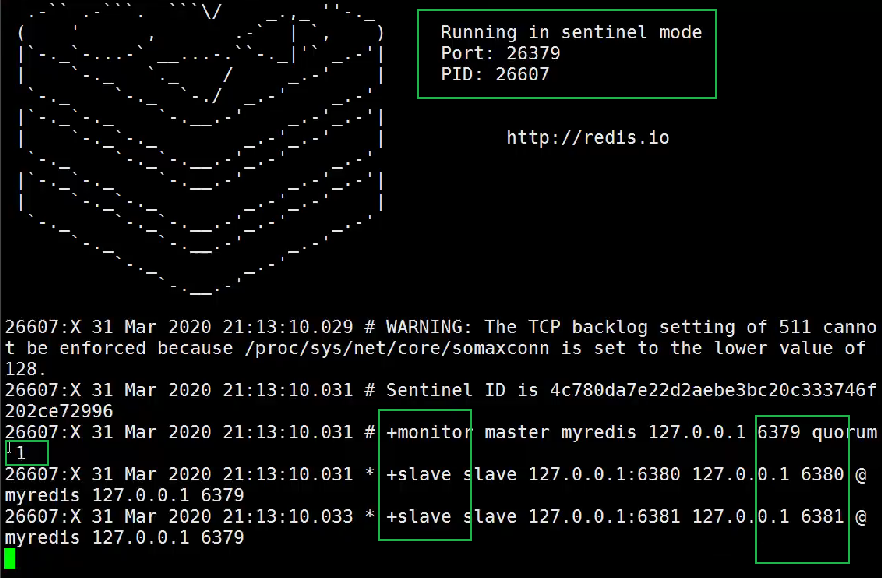 Running in sentinel mode
Port: 26379
PID: 26607
http://redis.io
26607:X 31 Mar 2020 21:13:10.029 # WARNING: The TCP backlog setting of 511 canno
t be enforced because /proc/sys/net/core/somaxconn is set to the lower value of
128.
26607:X 31 Mar 2020 21:13:10.031 # Sentinel ID is 4c780da7e22d2aebe3bc20c333746f
202ce72996
26607:X 31 Mar 2020 21:13:10.031 # +monitor master myredis 127.0.0.1 6379 quorum
1
26607:X 31 Mar 2020 21:13:10.031 * +slave slave 127.0.0.1:6380 127.0.0.1 6380 @
myredis 127.0.0.1 6379
26607:X 31 Mar 2020 21:13:10.033 * +slave slave 127.0.0.1:6381 127.0.0.1 6381 @
myredis 127.0.0.1 6379